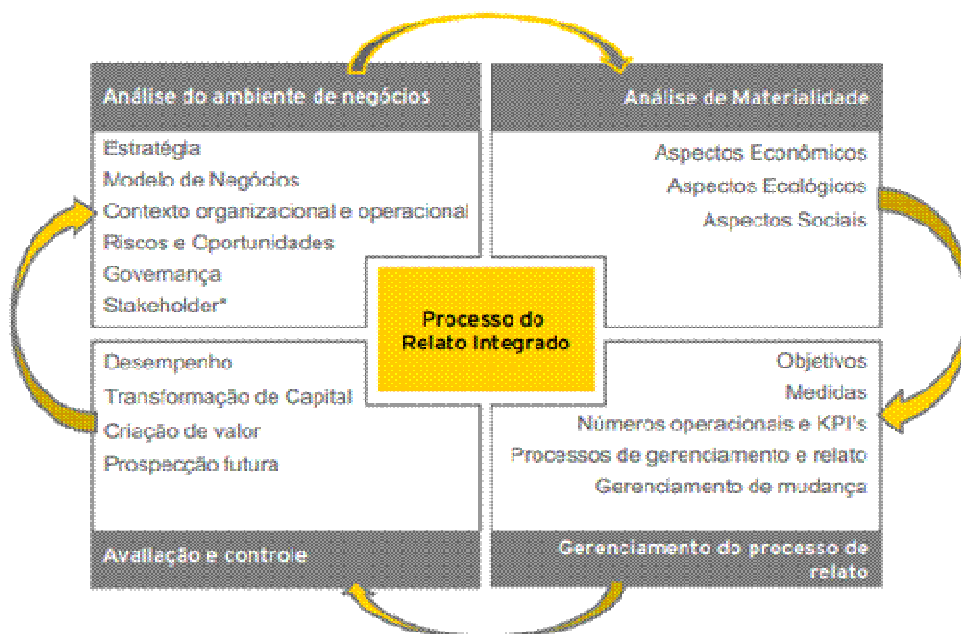 Análise do ambiente de negócios
Estratégia
Modelo de Negócios
Contexto organizacional e operacional
Riscos e Oportunidades
Governança
Stakeholder*
Análise de Materialidade
Aspectos Econômicos
Aspectos Ecológicos
Aspectos Sociais
Processo do
Relato Integrado
Desempenho
Transformação de Capital
Criação de valor
Prospecção futura
Avaliação e controle
Objetivos
Medidas
Números operacionais e KPI's
Processos de gerenciamento e relato
Gerenciamento de mudança
Gerenciamento do processo de
relato